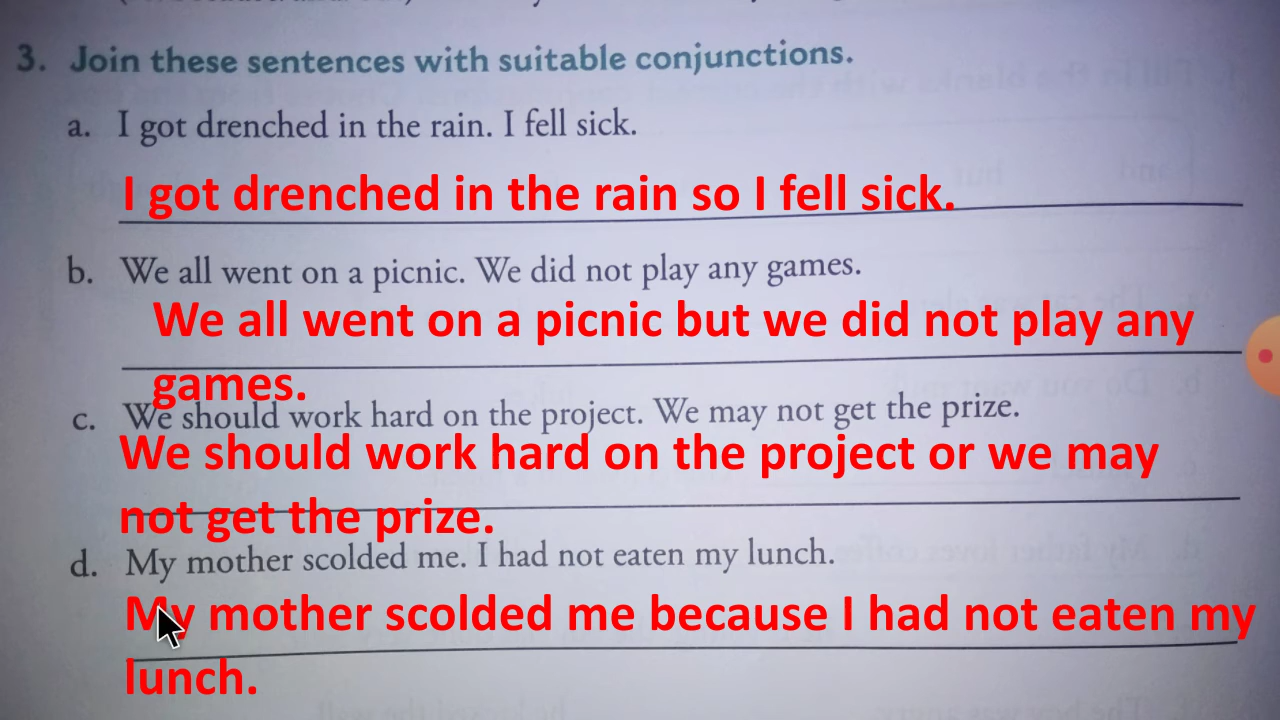 3. Join these sentences with suitable conjunctions.
a. I got drenched in the rain. I fell sick.
I got drenched in the rain so I fell sick.
b. We all went on a picnic. We did not play any games.
We all went on a picnic but we did not play any
games.
c. We should work hard on the project. We may not get the prize.
We should work hard on the project or we may
not get the prize.
d. My mother scolded me. I had not eaten my lunch.
My mother scolded me because I had not eaten my
lunch.